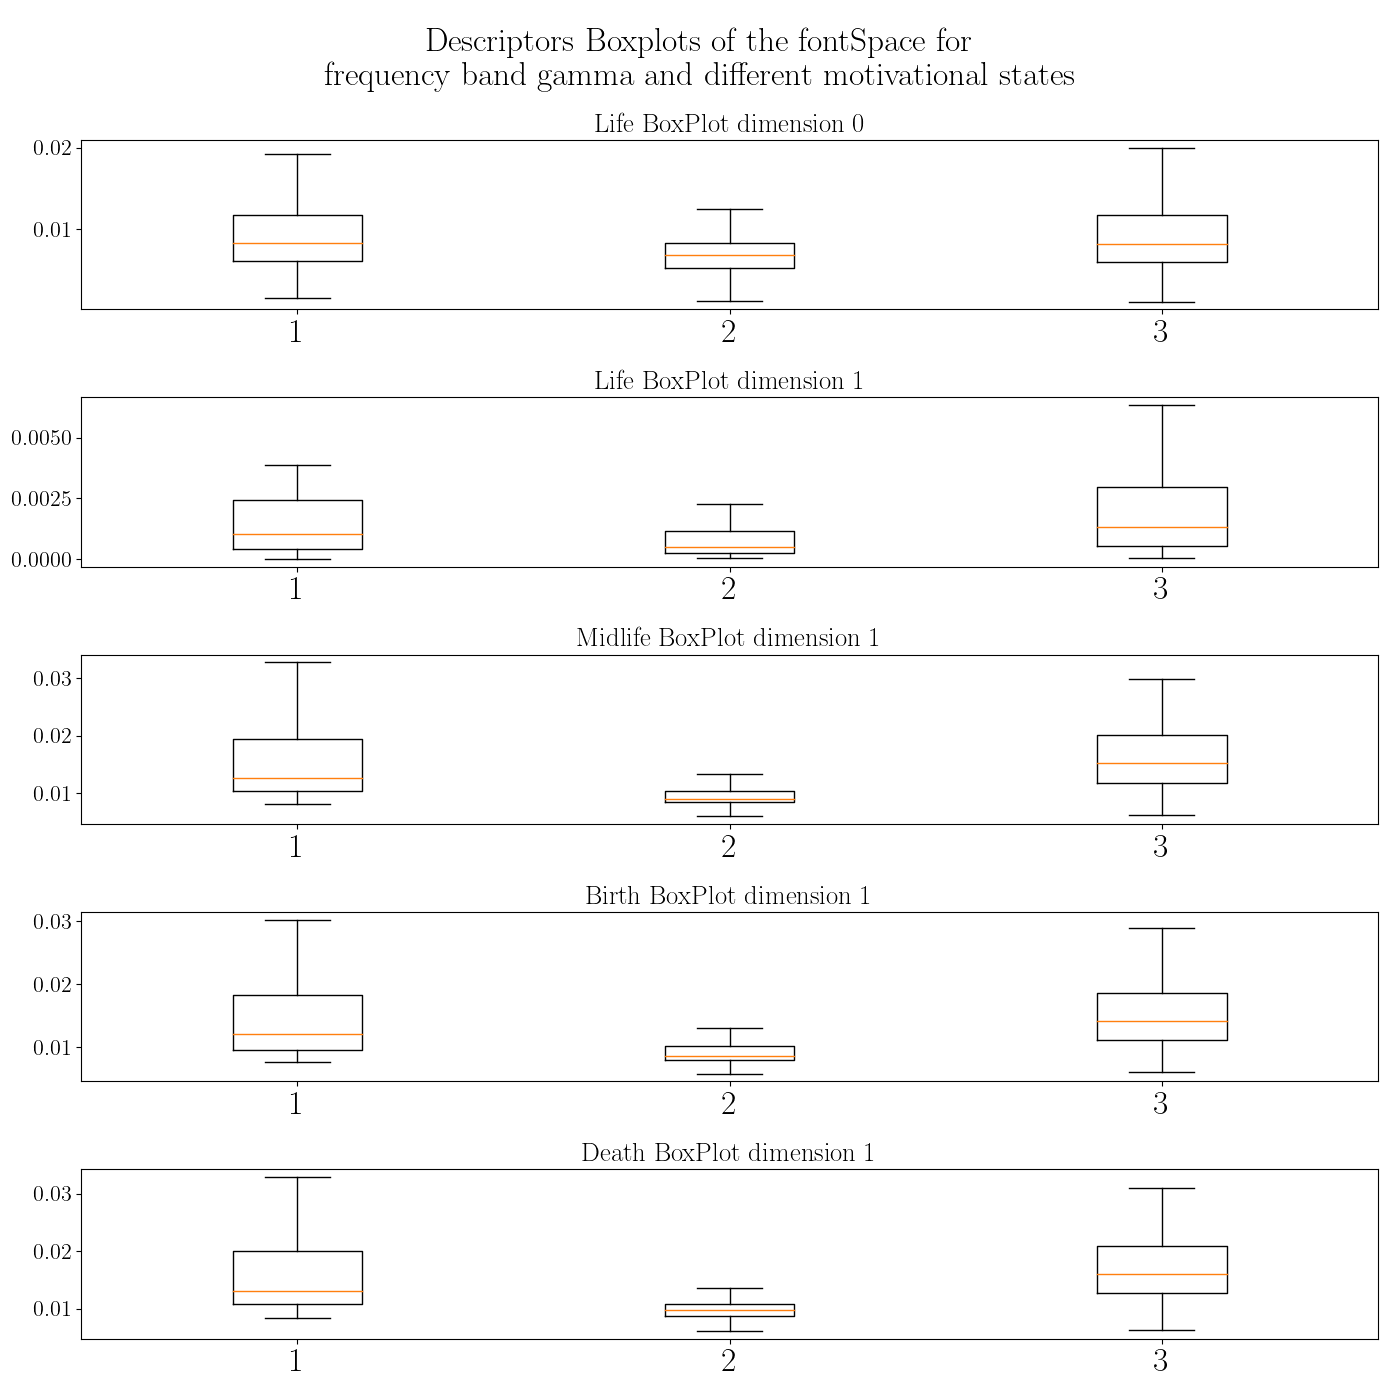 Descriptors Boxplots of the fontSpace for
frequency band gamma and different motivational states
Life BoxPlot dimension 0
0.02
0.01
1 2 3
Life BoxPlot dimension 1
0.0050
0.0025
0.0000
1 2 3
Midlife BoxPlot dimension 1
0.03
0.02
0.01
1 2 3
Birth BoxPlot dimension 1
0.03
0.02
0.01
1 2 3
Death BoxPlot dimension 1
0.03
0.02
0.01
1 2 3